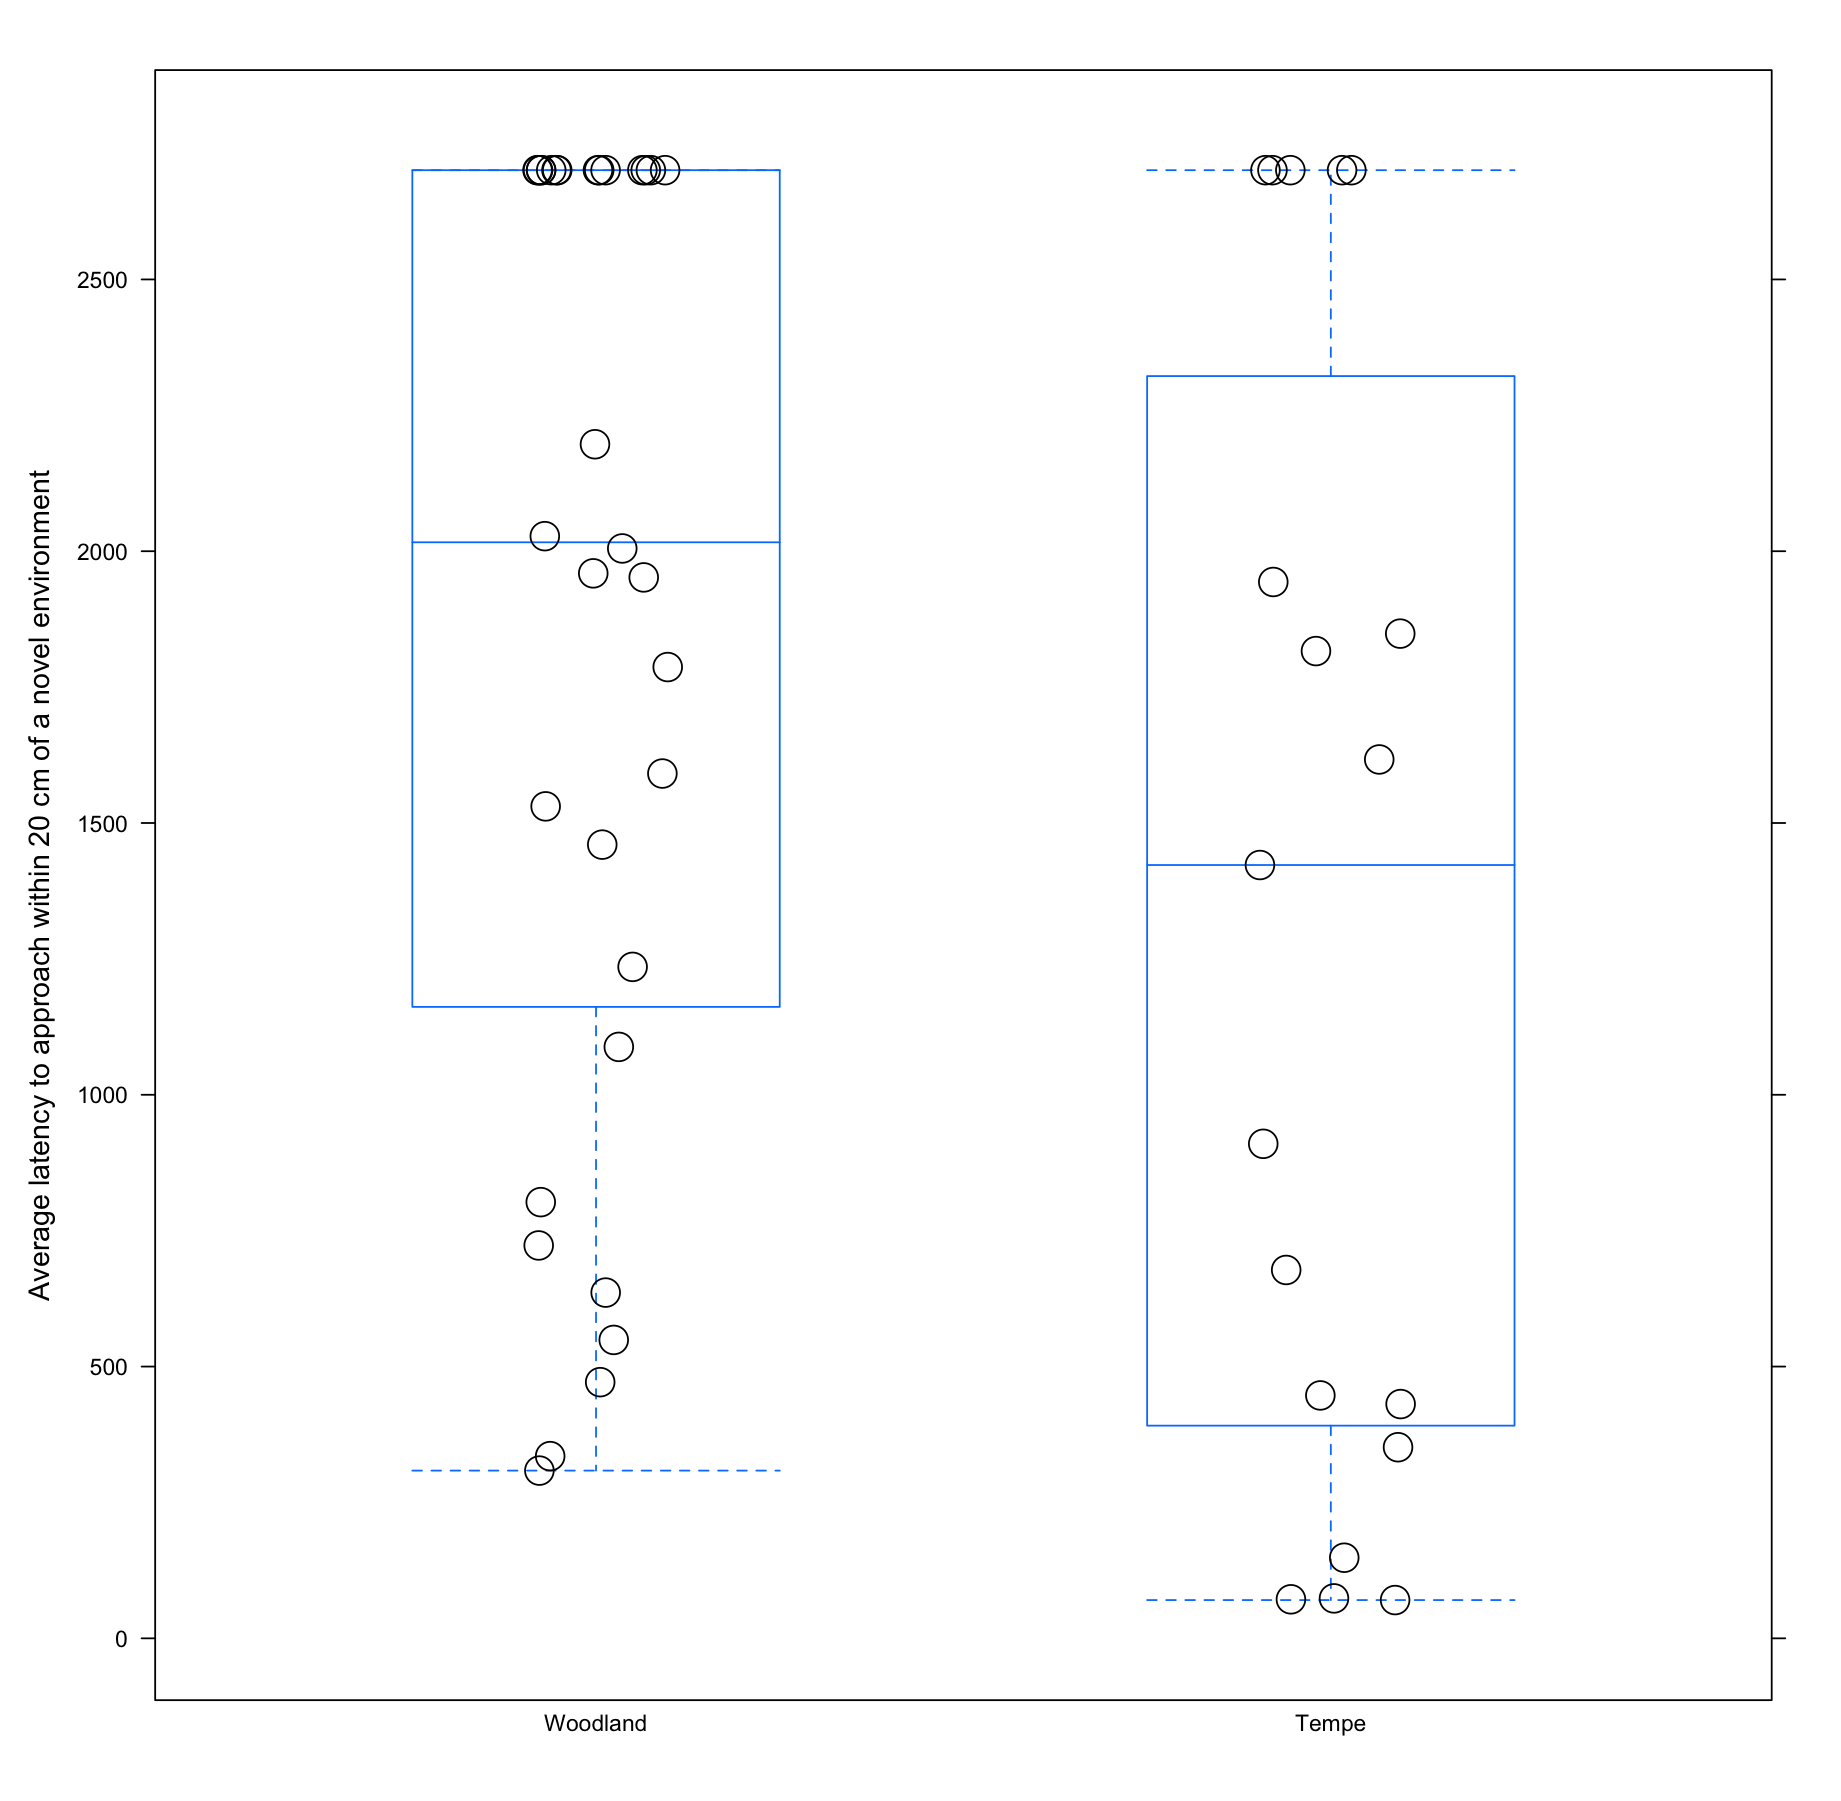 Average latency to approach within 20 cm of a novel environment
2500
2000
1500
1000
500
0
Woodland
Tempe